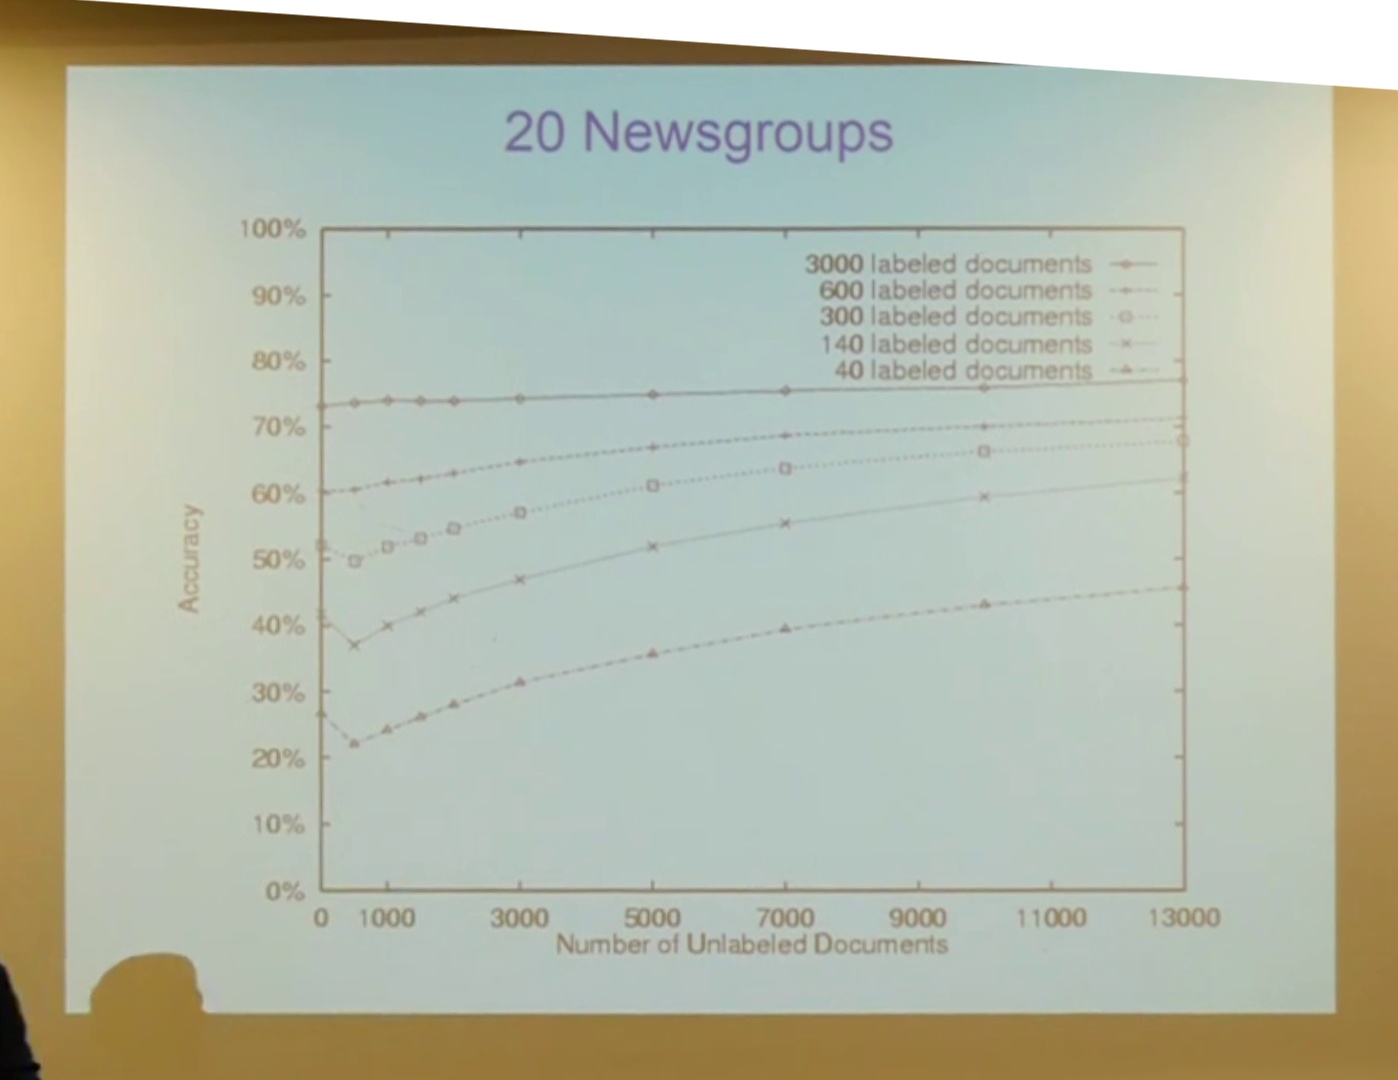 20 Newsgroups
100%
90%
80%
70%
60%
50%
40%
30%
20%
10%
0%
Accuracy
3000 labeled documents
600 labeled documents
300 labeled documents
140 labeled documents
40 labeled documents
0 1000 3000 5000 7000 9000 11000 13000
Number of Unlabeled Documents